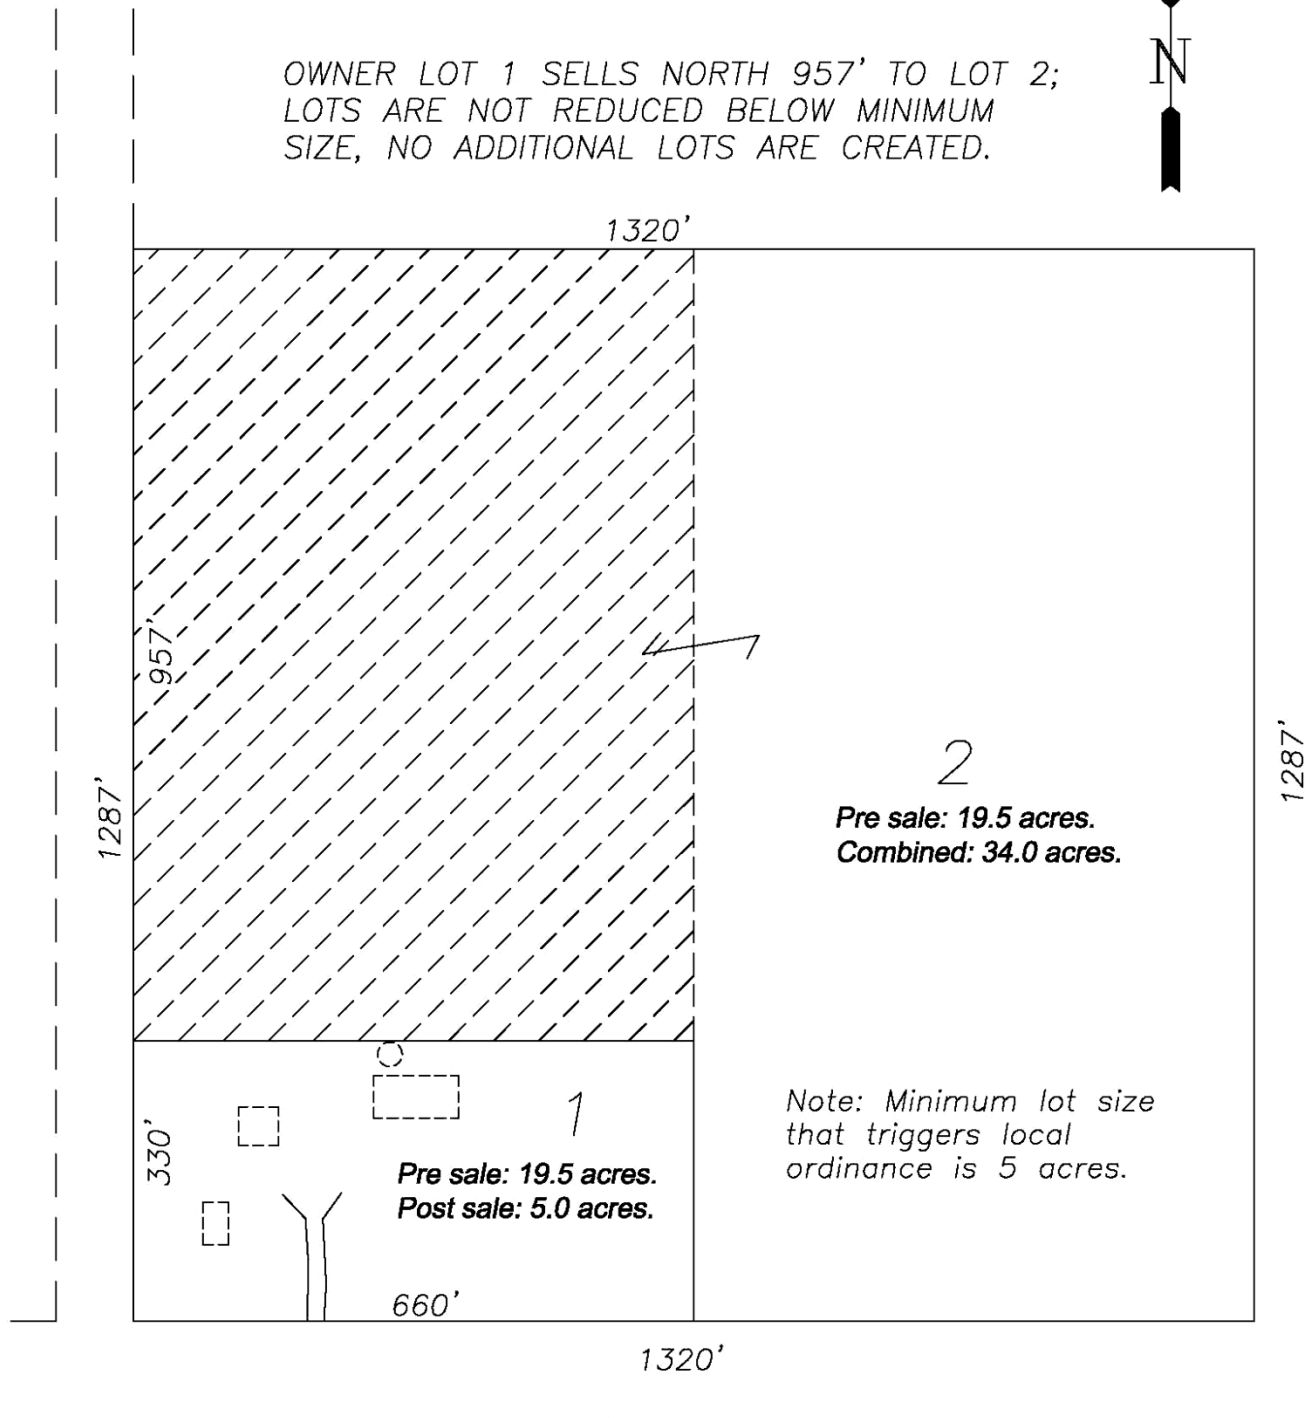 N
OWNER LOT 1 SELLS NORTH 957' TO LOT 2;
LOTS ARE NOT REDUCED BELOW MINIMUM
SIZE, NO ADDITIONAL LOTS ARE CREATED.
1320'
957'
1287'
1287'
2
Pre sale: 19.5 acres.
Combined: 34.0 acres.
1
330'
Pre sale: 19.5 acres.
Post sale: 5.0 acres.
Note: Minimum lot size
that triggers local
ordinance is 5 acres.
660'
1320'